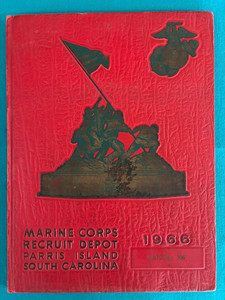 MARINE CORPS
RECRUIT DEPOT
PARRIS ISLAND
SOUTH CAROLINA
1966